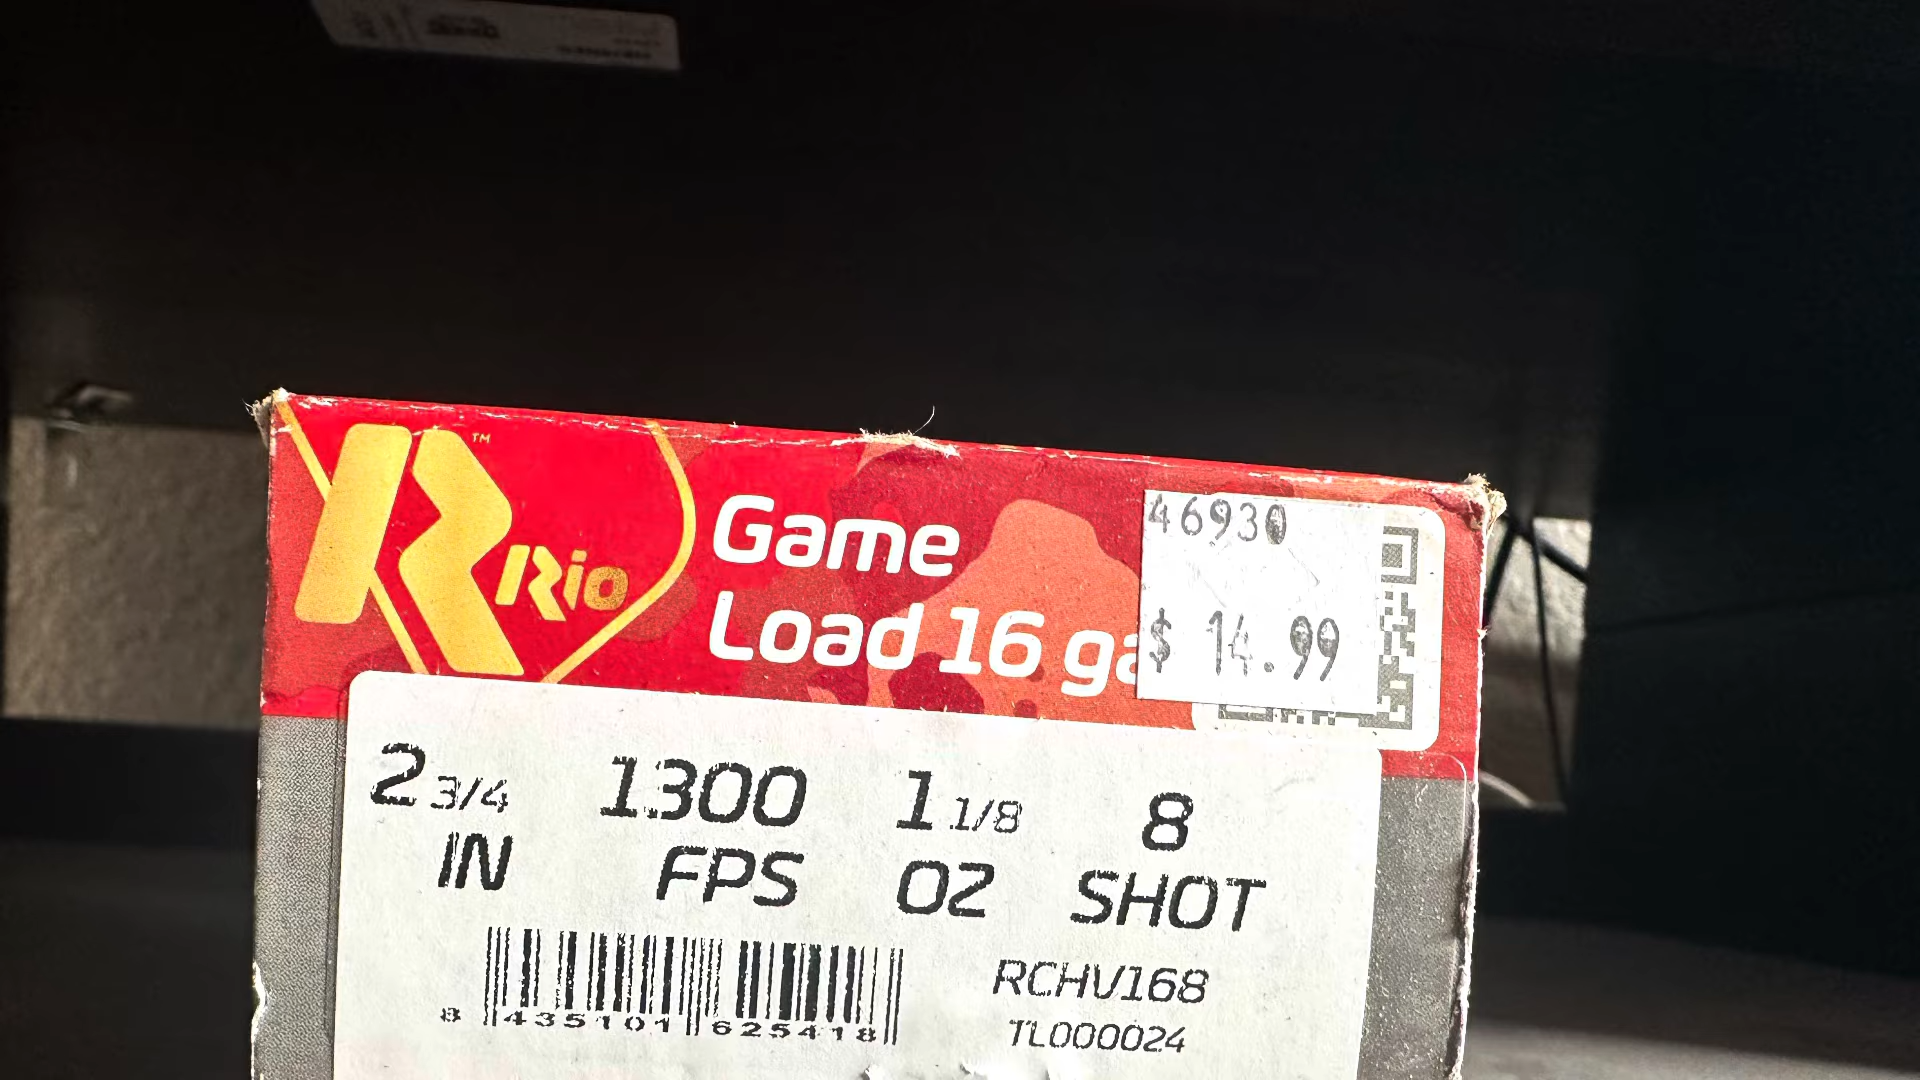 R™
Rio
Game
Load 16 ga
46930
$ 14.99
2 3/4 IN
1300 FPS
1 1/8 OZ
8 SHOT
8 435101 625418
RCHV168
TL000024